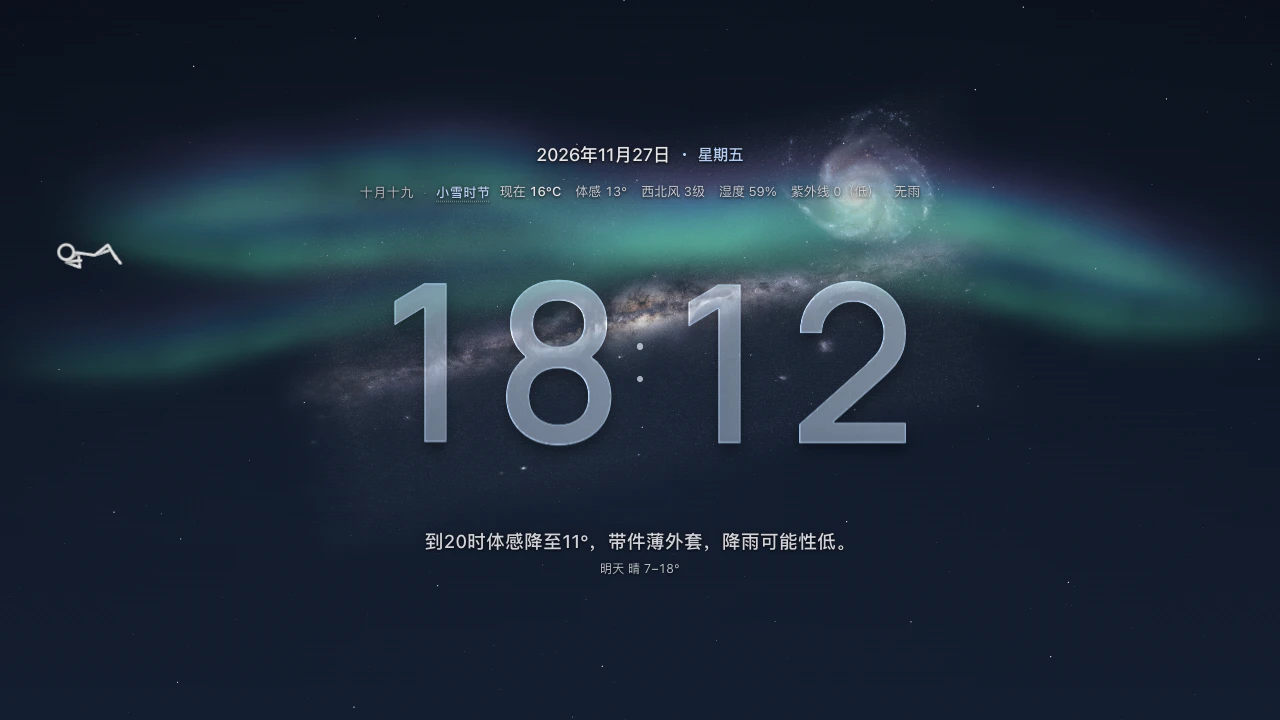 2026年11月27日 · 星期五
十月十九 · 小雪时节 现在 16°C 体感 13° 西北风 3级 湿度 59% 紫外线 0（低） 无雨
18:12
到20时体感降至11°，带件薄外套，降雨可能性低。
明天 晴 7–18°